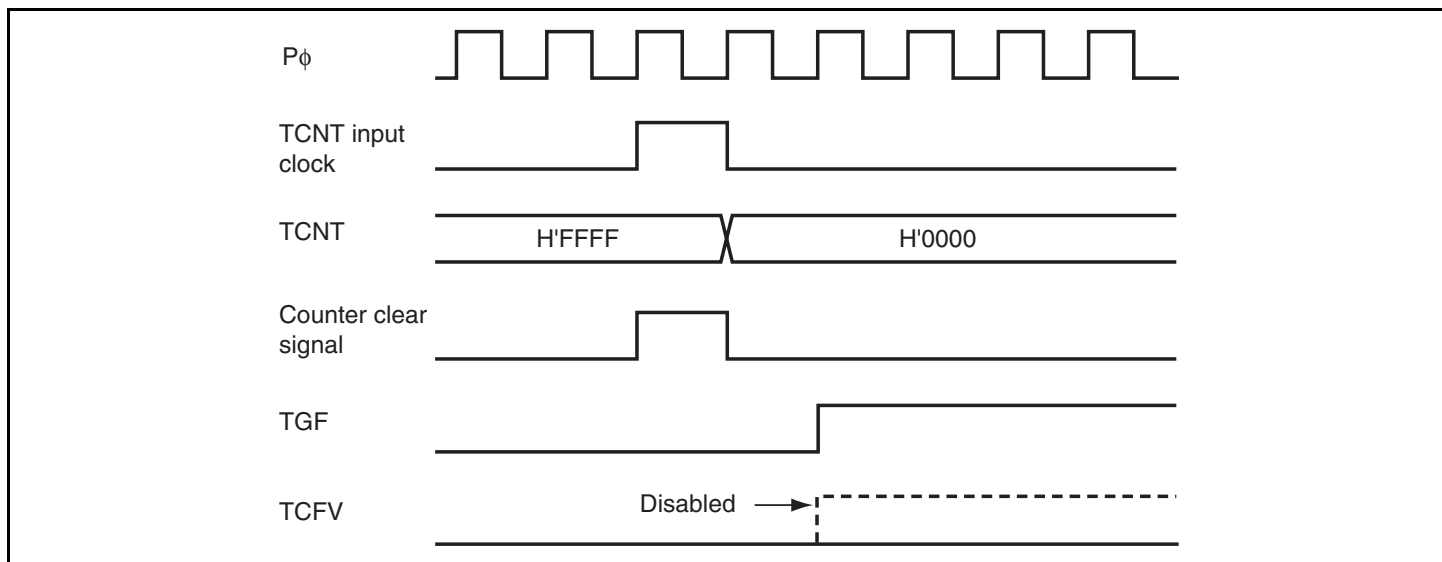 Pϕ
TCNT input
clock
TCNT
H'FFFF
H'0000
Counter clear
signal
TGF
TCFV
Disabled